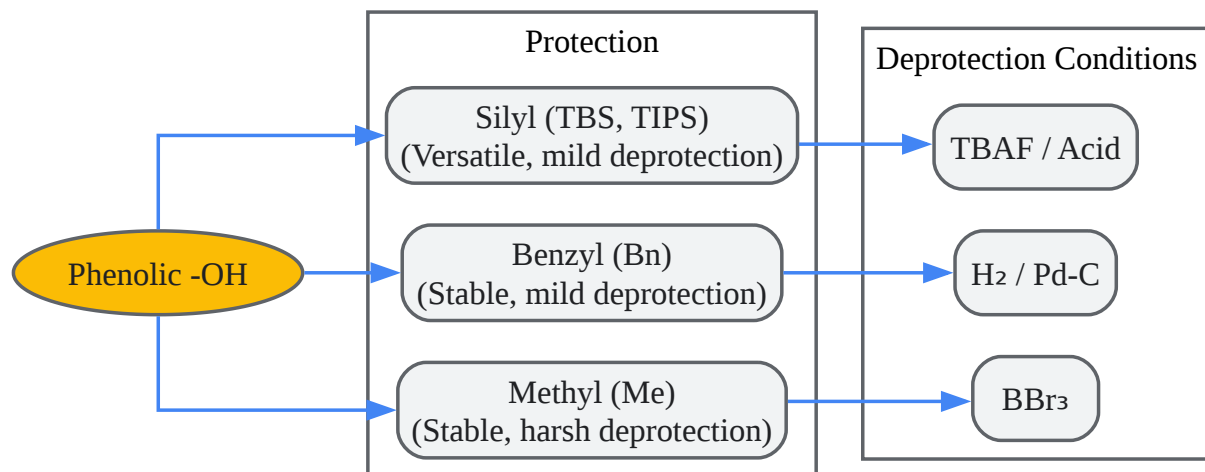 Protection
Deprotection Conditions
Silyl (TBS, TIPS)
(Versatile, mild deprotection)
TBAF / Acid
Phenolic -OH
Benzyl (Bn)
(Stable, mild deprotection)
H₂ / Pd-C
Methyl (Me)
(Stable, harsh deprotection)
BBr₃